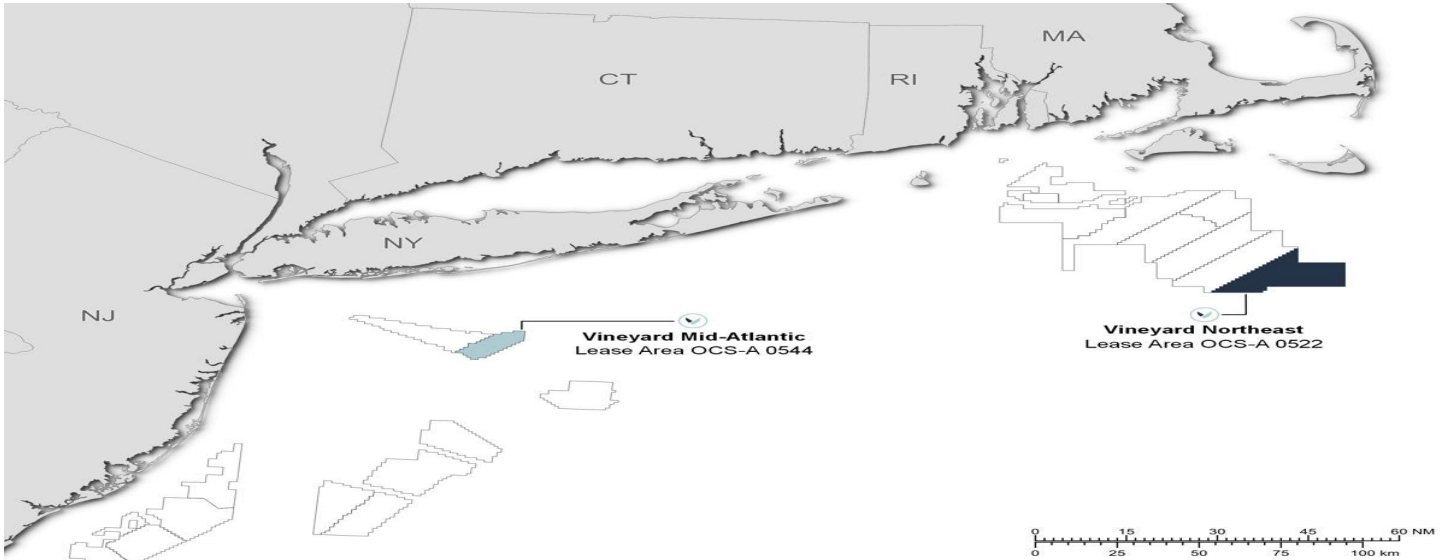 MA
CT
RI
NY
NJ
Vineyard Mid-Atlantic
Lease Area OCS-A 0544
Vineyard Northeast
Lease Area OCS-A 0522
0 15 30 45 60 NM
0 25 50 75 100 km